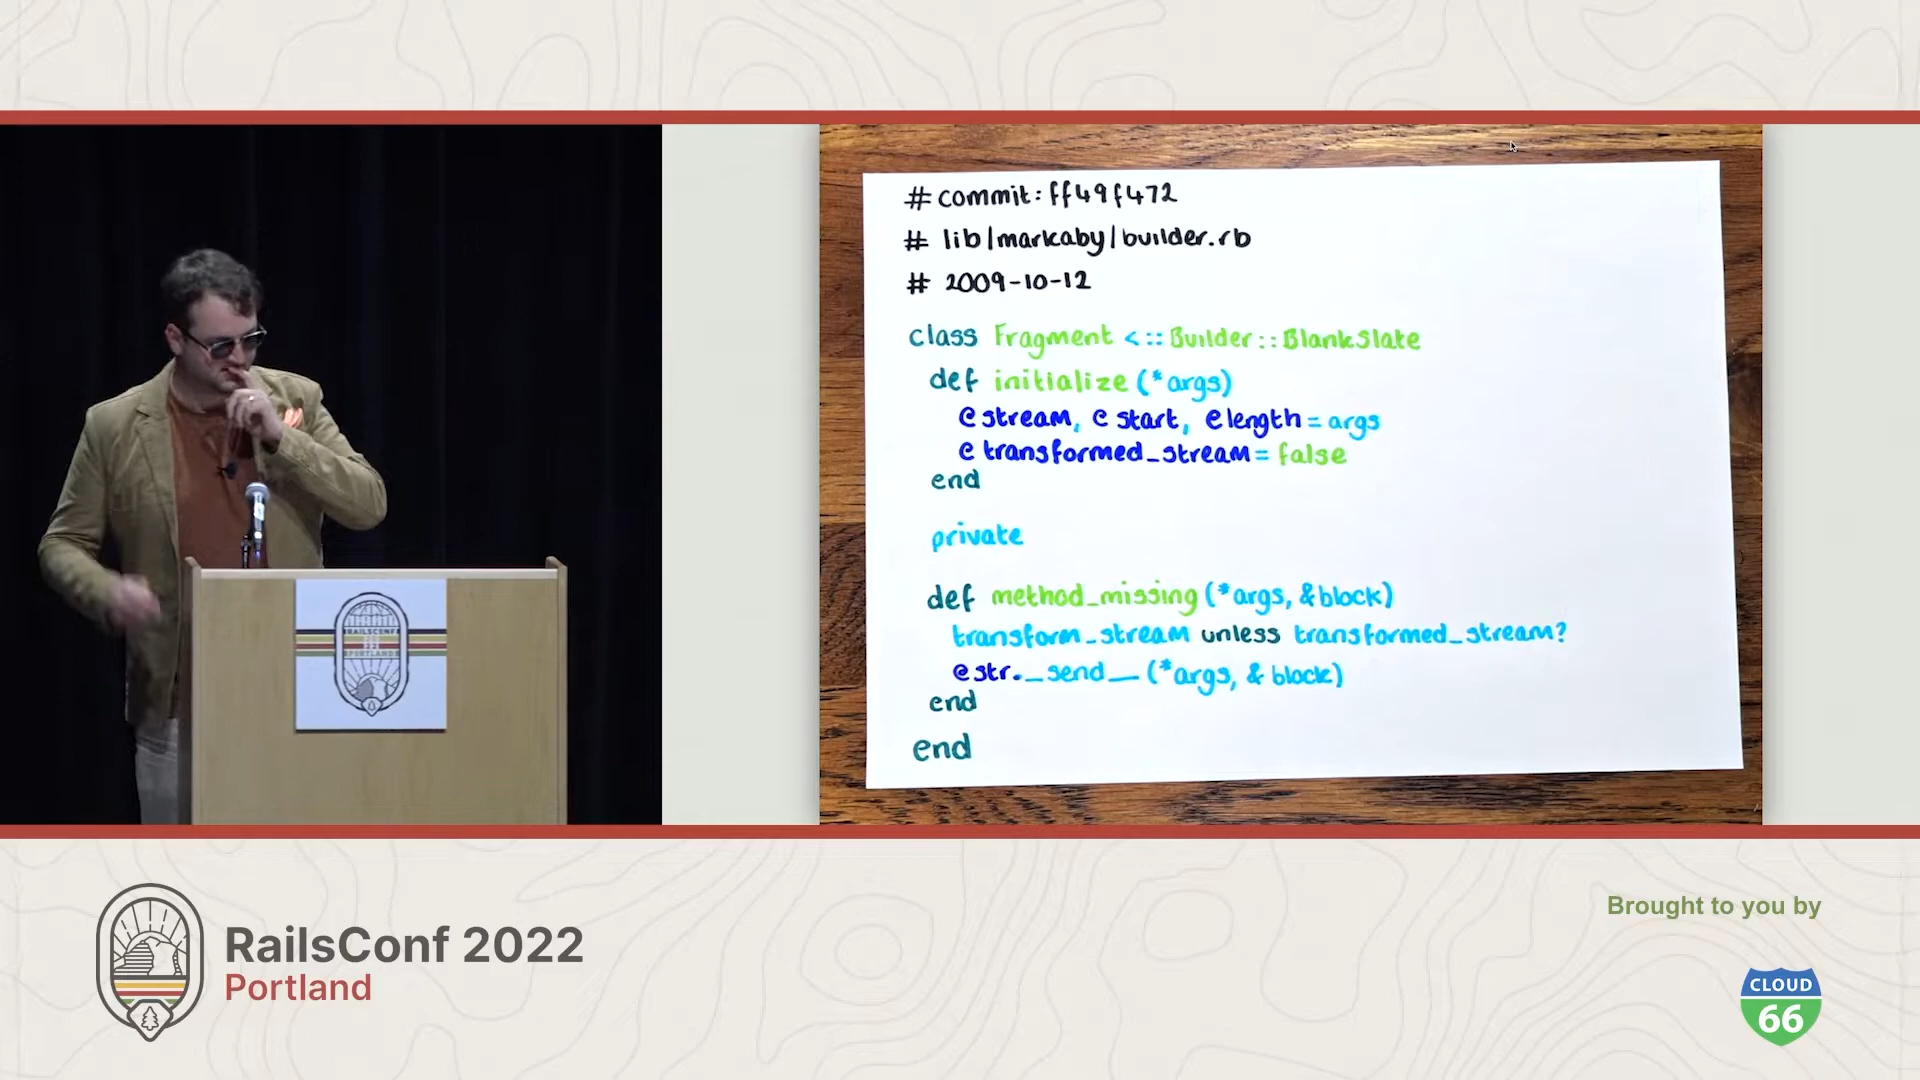 # commit: ff49f472
# lib/markaby/builder.rb
# 2009-10-12
class Fragment < ::Builder::BlankSlate
def initialize (*args)
@stream, @start, @length = args
@transformed_stream = false
end
private
def method_missing (*args, &block)
transform_stream unless transformed_stream?
@str.__send__ (*args, & block)
end
end
RAILSCONF
PORTLAND
RailsConf 2022
Portland
Brought to you by
CLOUD
66